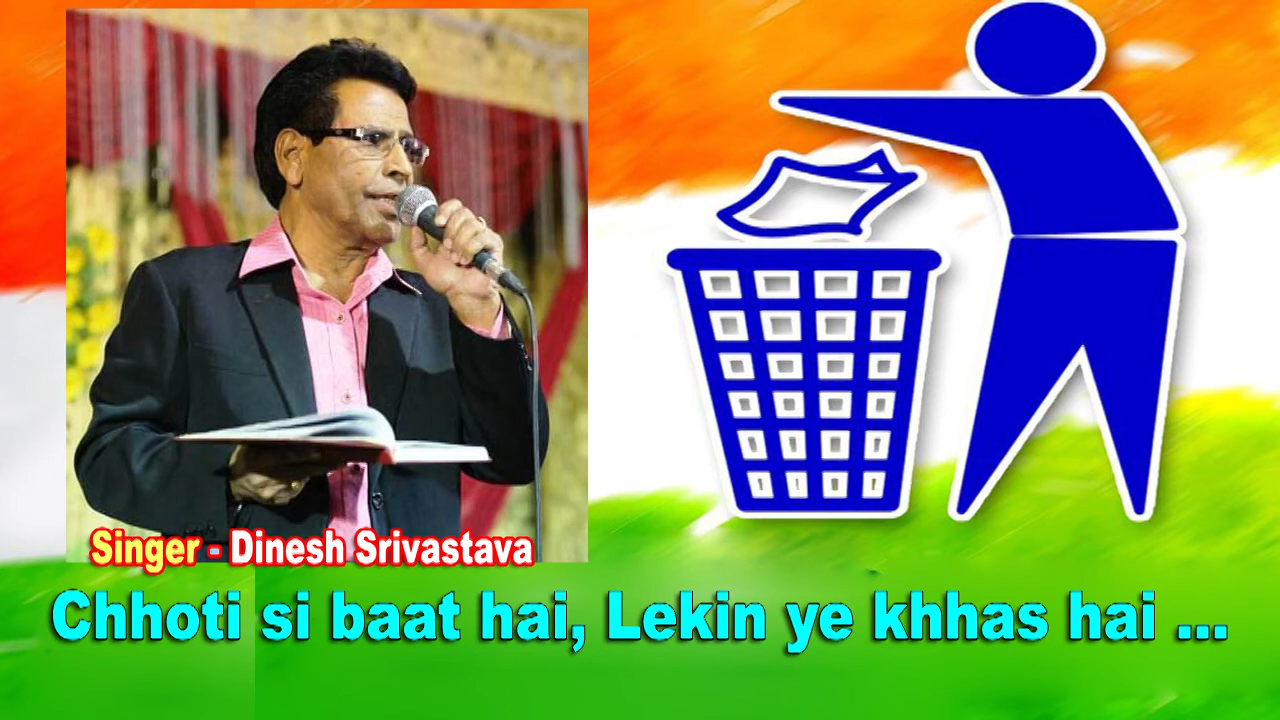 Singer - Dinesh Srivastava
Chhoti si baat hai, Lekin ye khhas hai ...